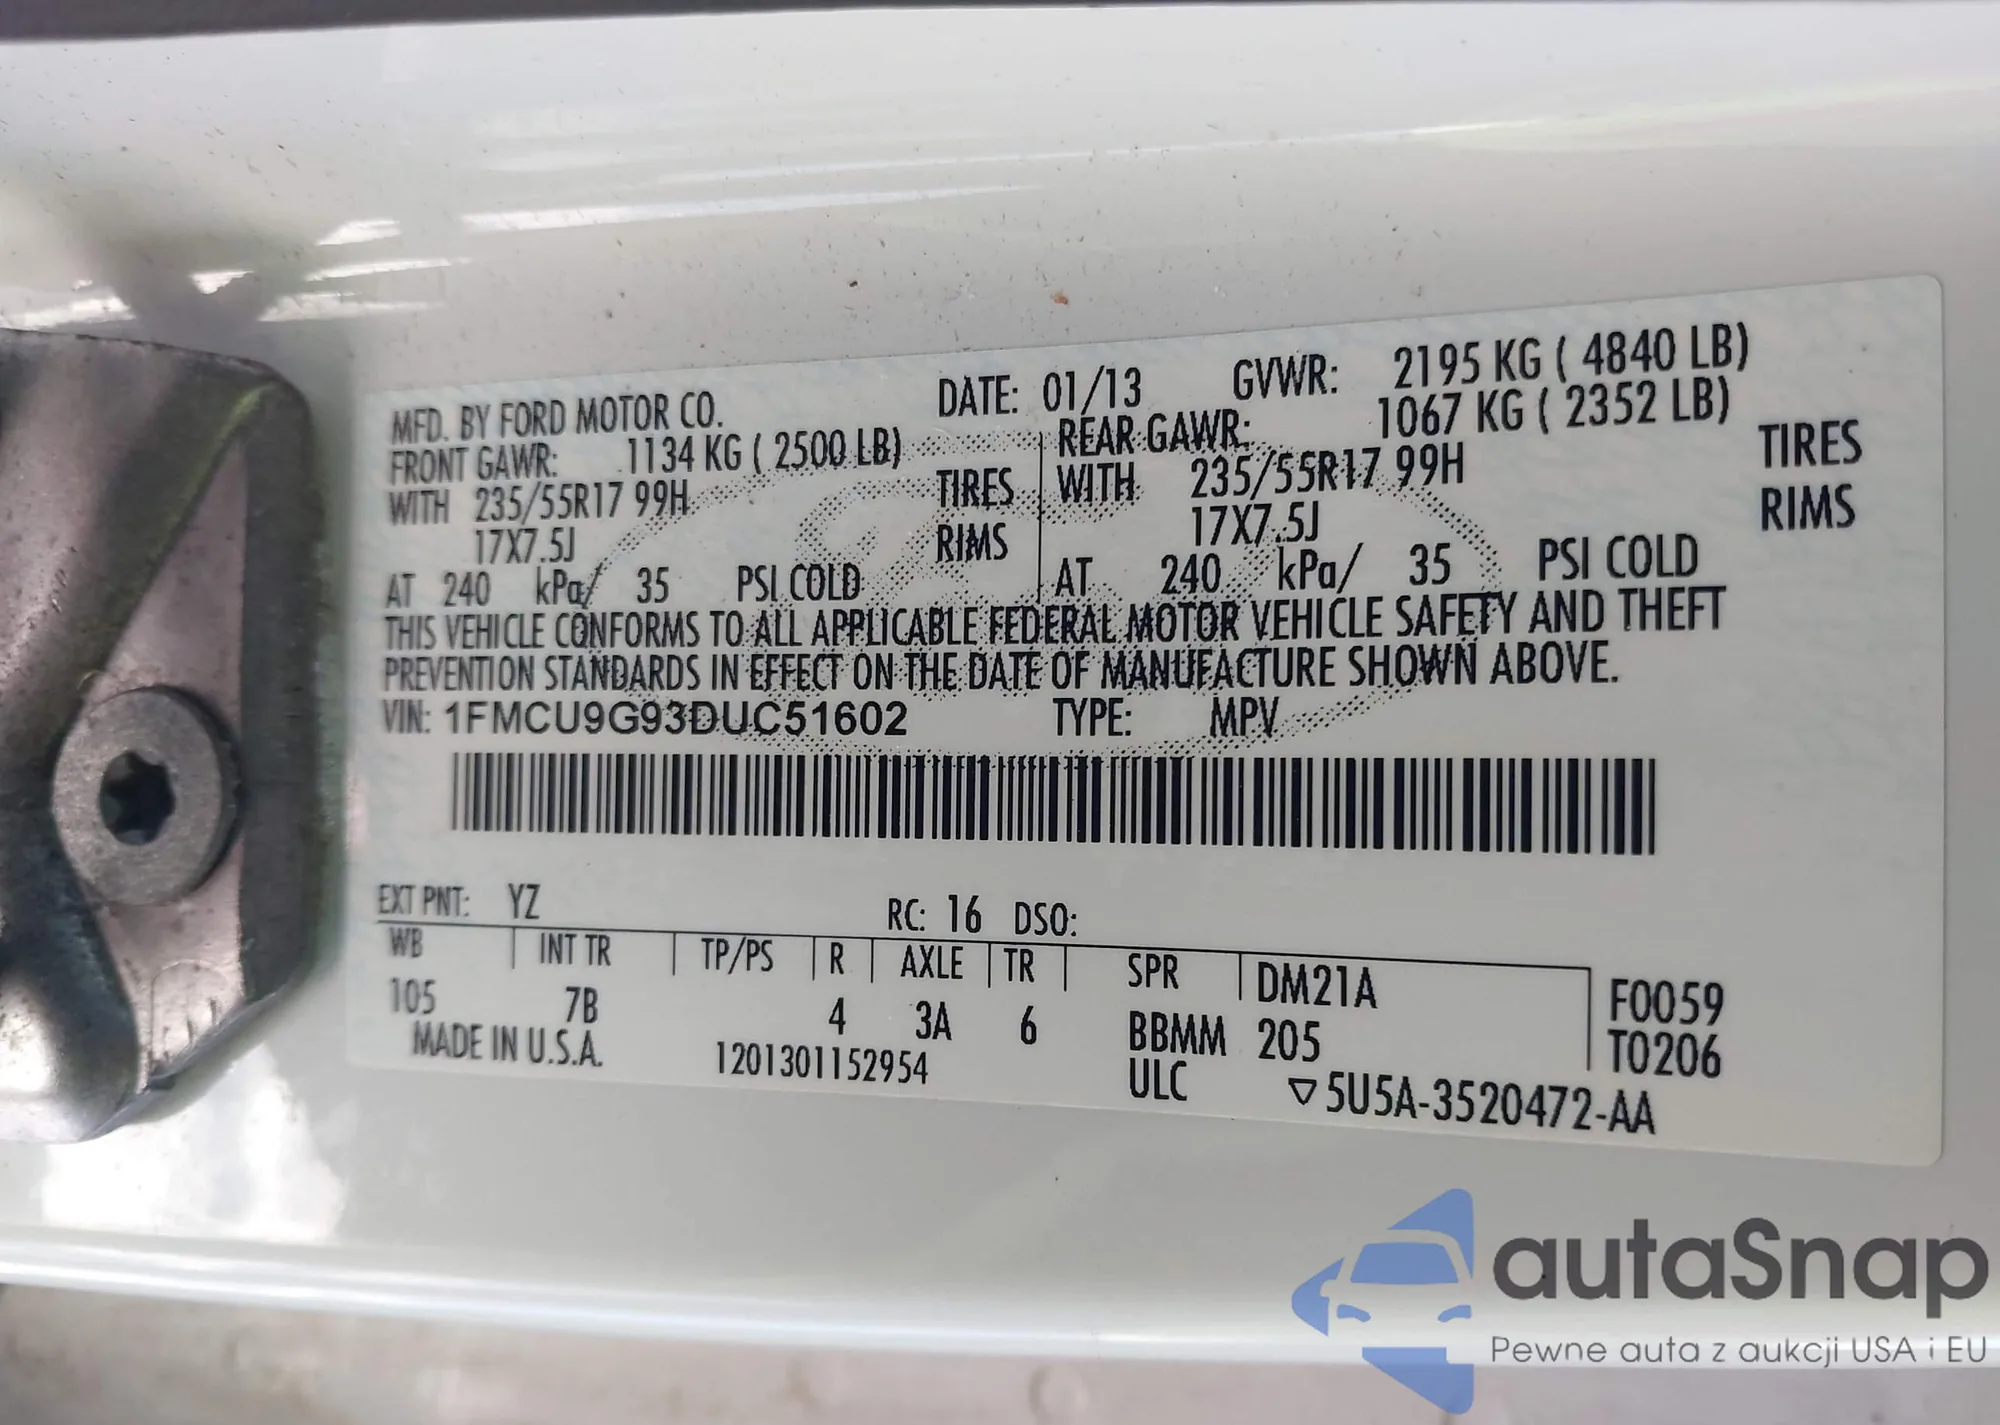 MFD. BY FORD MOTOR CO. DATE: 01/13 GVWR: 2195 KG ( 4840 LB)
FRONT GAWR: 1134 KG ( 2500 LB) REAR GAWR: 1067 KG ( 2352 LB)
WITH 235/55R17 99H TIRES WITH 235/55R17 99H TIRES
17X7.5J RIMS 17X7.5J RIMS
AT 240 kPa/ 35 PSI COLD AT 240 kPa/ 35 PSI COLD
THIS VEHICLE CONFORMS TO ALL APPLICABLE FEDERAL MOTOR VEHICLE SAFETY AND THEFT
PREVENTION STANDARDS IN EFFECT ON THE DATE OF MANUFACTURE SHOWN ABOVE.
VIN: 1FMCU9G93DUC51602 TYPE: MPV
EXT PNT: YZ RC: 16 DSO:
WB INT TR TP/PS R AXLE TR SPR DM21A F0059
105 7B 4 3A 6 BBMM 205 T0206
MADE IN U.S.A. 1201301152954 ULC ▽5U5A-3520472-AA
autaSnap
Pewne auta z aukcji USA i EU